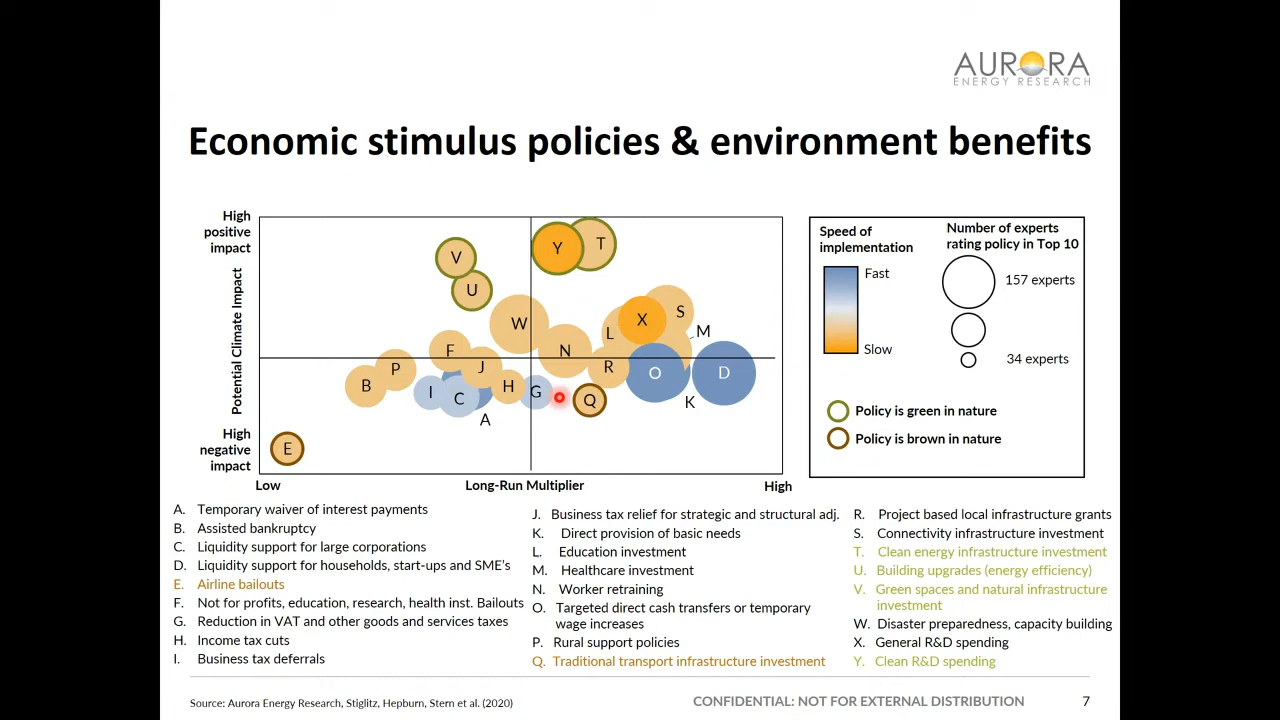 AURORA
ENERGY RESEARCH
Economic stimulus policies & environment benefits
High
positive
impact
Potential Climate Impact
High
negative
impact
V
U
Y
T
W
L
X
S
M
F
J
N
R
O
D
P
B
I
C
H
G
Q
K
A
E
Low
Long-Run Multiplier
High
Speed of
implementation
Fast
Slow
Number of experts
rating policy in Top 10
157 experts
34 experts
Policy is green in nature
Policy is brown in nature
A. Temporary waiver of interest payments
B. Assisted bankruptcy
C. Liquidity support for large corporations
D. Liquidity support for households, start-ups and SME's
E. Airline bailouts
F. Not for profits, education, research, health inst. Bailouts
G. Reduction in VAT and other goods and services taxes
H. Income tax cuts
I. Business tax deferrals
J. Business tax relief for strategic and structural adj.
K. Direct provision of basic needs
L. Education investment
M. Healthcare investment
N. Worker retraining
O. Targeted direct cash transfers or temporary
wage increases
P. Rural support policies
Q. Traditional transport infrastructure investment
R. Project based local infrastructure grants
S. Connectivity infrastructure investment
T. Clean energy infrastructure investment
U. Building upgrades (energy efficiency)
V. Green spaces and natural infrastructure
investment
W. Disaster preparedness, capacity building
X. General R&D spending
Y. Clean R&D spending
Source: Aurora Energy Research, Stiglitz, Hepburn, Stern et al. (2020)
CONFIDENTIAL: NOT FOR EXTERNAL DISTRIBUTION
7